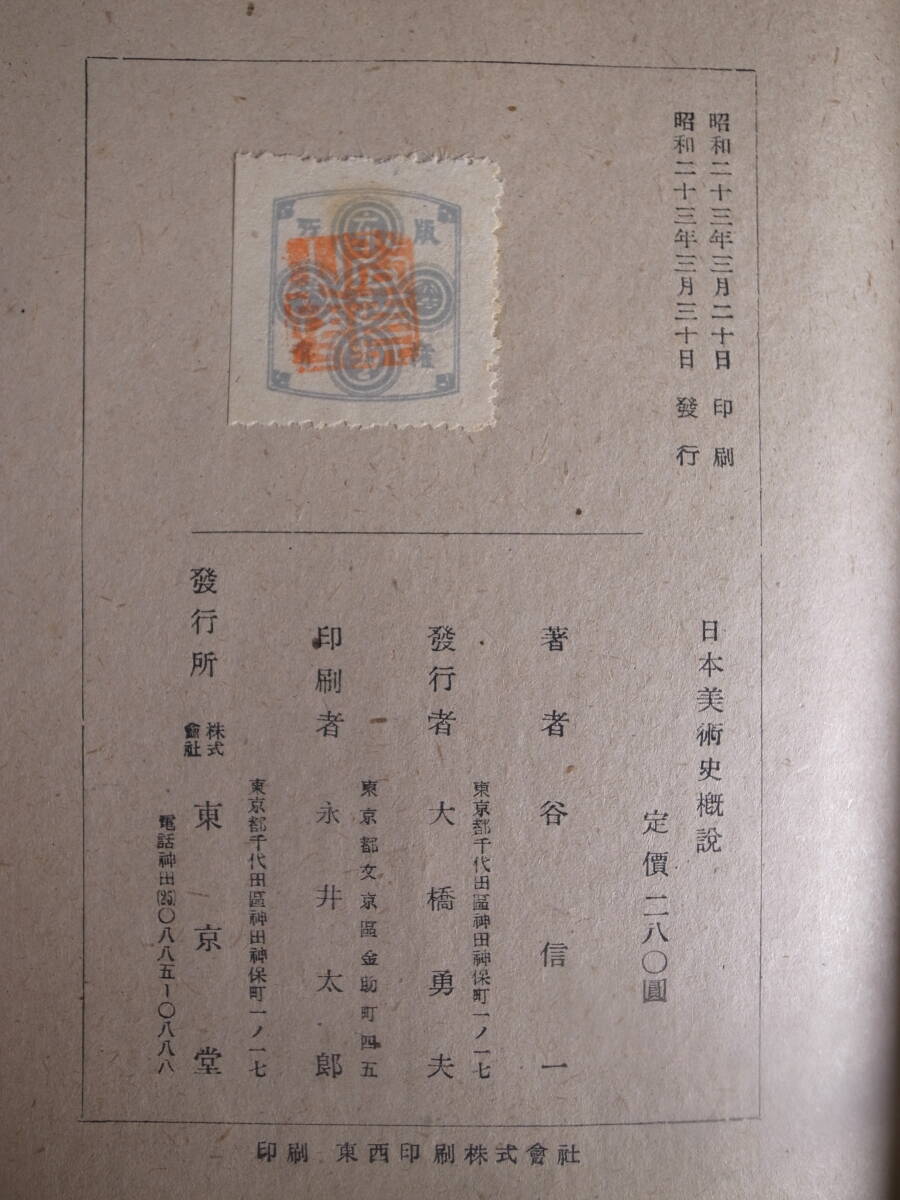 昭和二十三年三月二十日 印刷
昭和二十三年三月三十日 發行
版
日本美術史概說
定價二八〇圓
著者 谷信一
東京都千代田區神田神保町一ノ一七
發行者 大橋勇夫
東京都文京區金助町四五
印刷者 永井太郎
東京都千代田區神田神保町一ノ一七
發行所 株式會社 東京堂
電話神田(25)〇八八五ー〇八八八
印刷 東西印刷株式會社